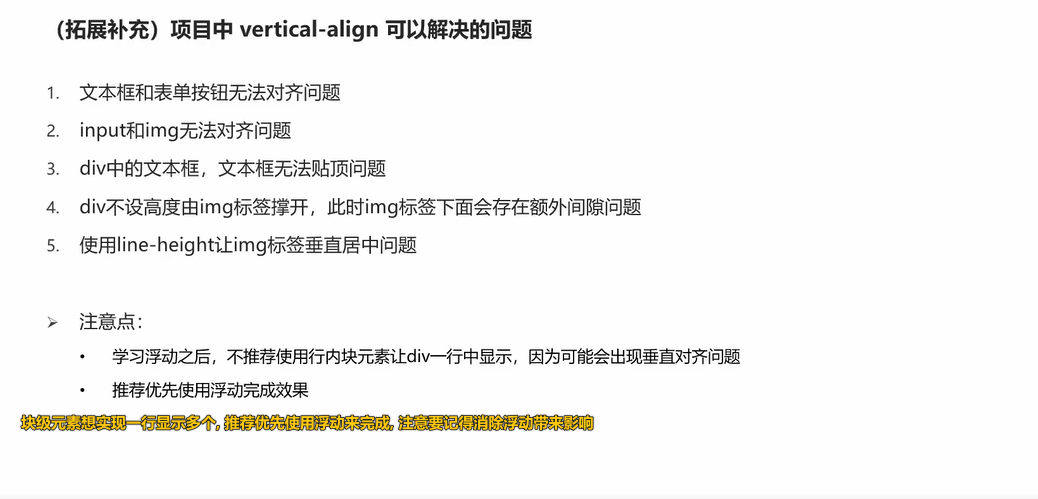 （拓展补充）项目中 vertical-align 可以解决的问题
1. 文本框和表单按钮无法对齐问题
2. input和img无法对齐问题
3. div中的文本框，文本框无法贴顶问题
4. div不设高度由img标签撑开，此时img标签下面会存在额外间隙问题
5. 使用line-height让img标签垂直居中问题
➢ 注意点：
• 学习浮动之后，不推荐使用行内块元素让div一行中显示，因为可能会出现垂直对齐问题
• 推荐优先使用浮动完成效果
块级元素想实现一行显示多个, 推荐优先使用浮动来完成, 注意要记得消除浮动带来影响